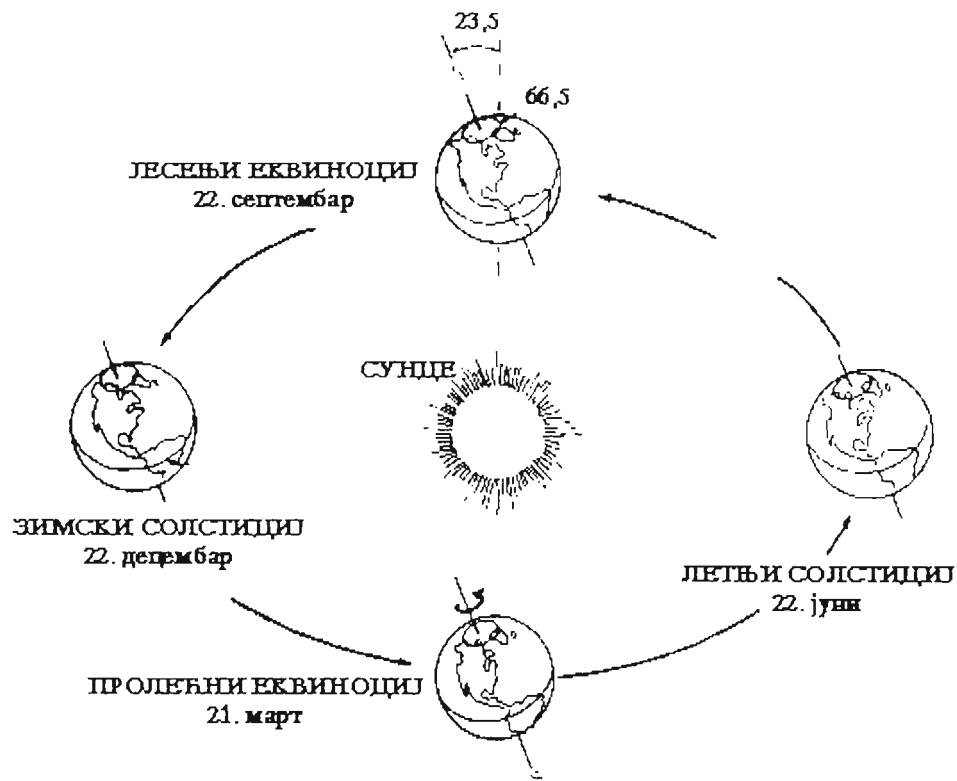 23,5
66,5
ЈЕСЕЊИ ЕКВИНОЦИЈ
22. септембар
СУНЦЕ
ЗИМСКИ СОЛСТИЦИЈ
22. децембар
ЛЕТЊИ СОЛСТИЦИЈ
22. јуни
ПРОЛЕЋНИ ЕКВИНОЦИЈ
21. март